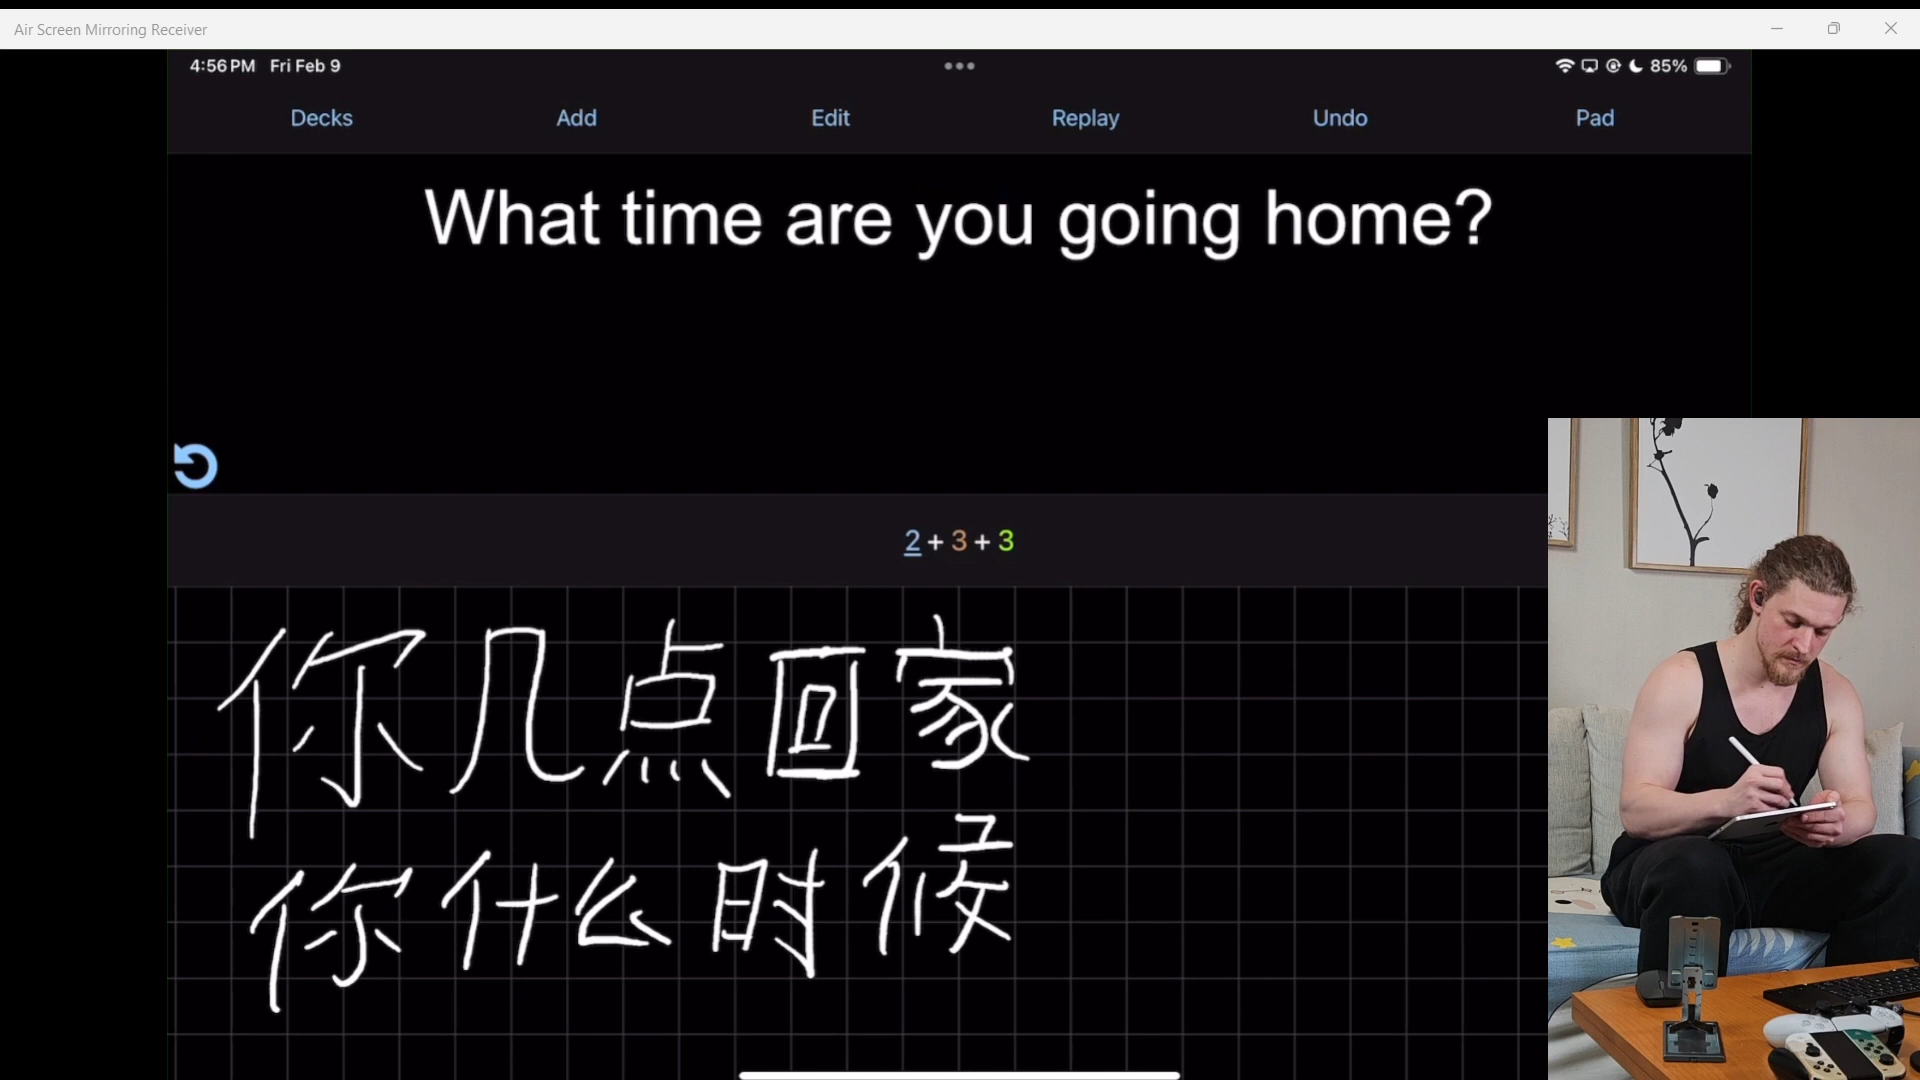 Air Screen Mirroring Receiver
4:56 PM Fri Feb 9
85%
Decks Add Edit Replay Undo Pad
What time are you going home?
2 + 3 + 3
你几点回家
你什么时候